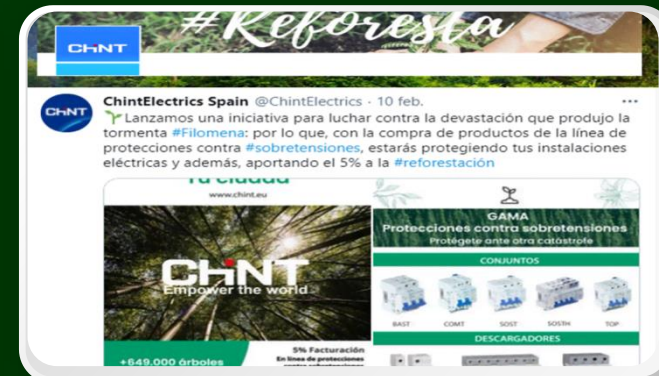 #Reforesta
CHNT
CHNT
ChintElectrics Spain @ChintElectrics · 10 feb.
Lanzamos una iniciativa para luchar contra la devastación que produjo la
tormenta #Filomena: por lo que, con la compra de productos de la línea de
protecciones contra #sobretensiones, estarás protegiendo tus instalaciones
eléctricas y además, aportando el 5% a la #reforestación
Tu ciudad
www.chint.eu
CHNT
Empower the world
5% Facturación
En línea de protecciones
contra sobretensiones
+649.000 árboles
GAMA
Protecciones contra sobretensiones
Protégete ante otra catástrofe
CONJUNTOS
BAST COMT SOST SOSTH TOP
DESCARGADORES